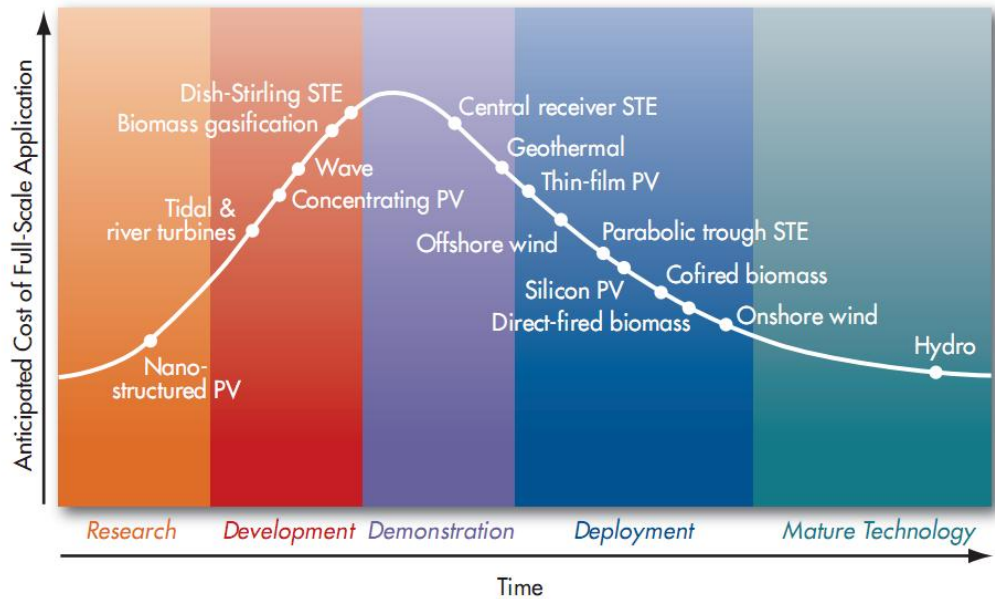 Anticipated Cost of Full-Scale Application
Dish-Stirling STE
Biomass gasification
Wave
Concentrating PV
Tidal &
river turbines
Nano-
structured PV
Central receiver STE
Geothermal
Thin-film PV
Offshore wind
Parabolic trough STE
Silicon PV
Cofired biomass
Direct-fired biomass
Onshore wind
Hydro
Research
Development
Demonstration
Deployment
Mature Technology
Time